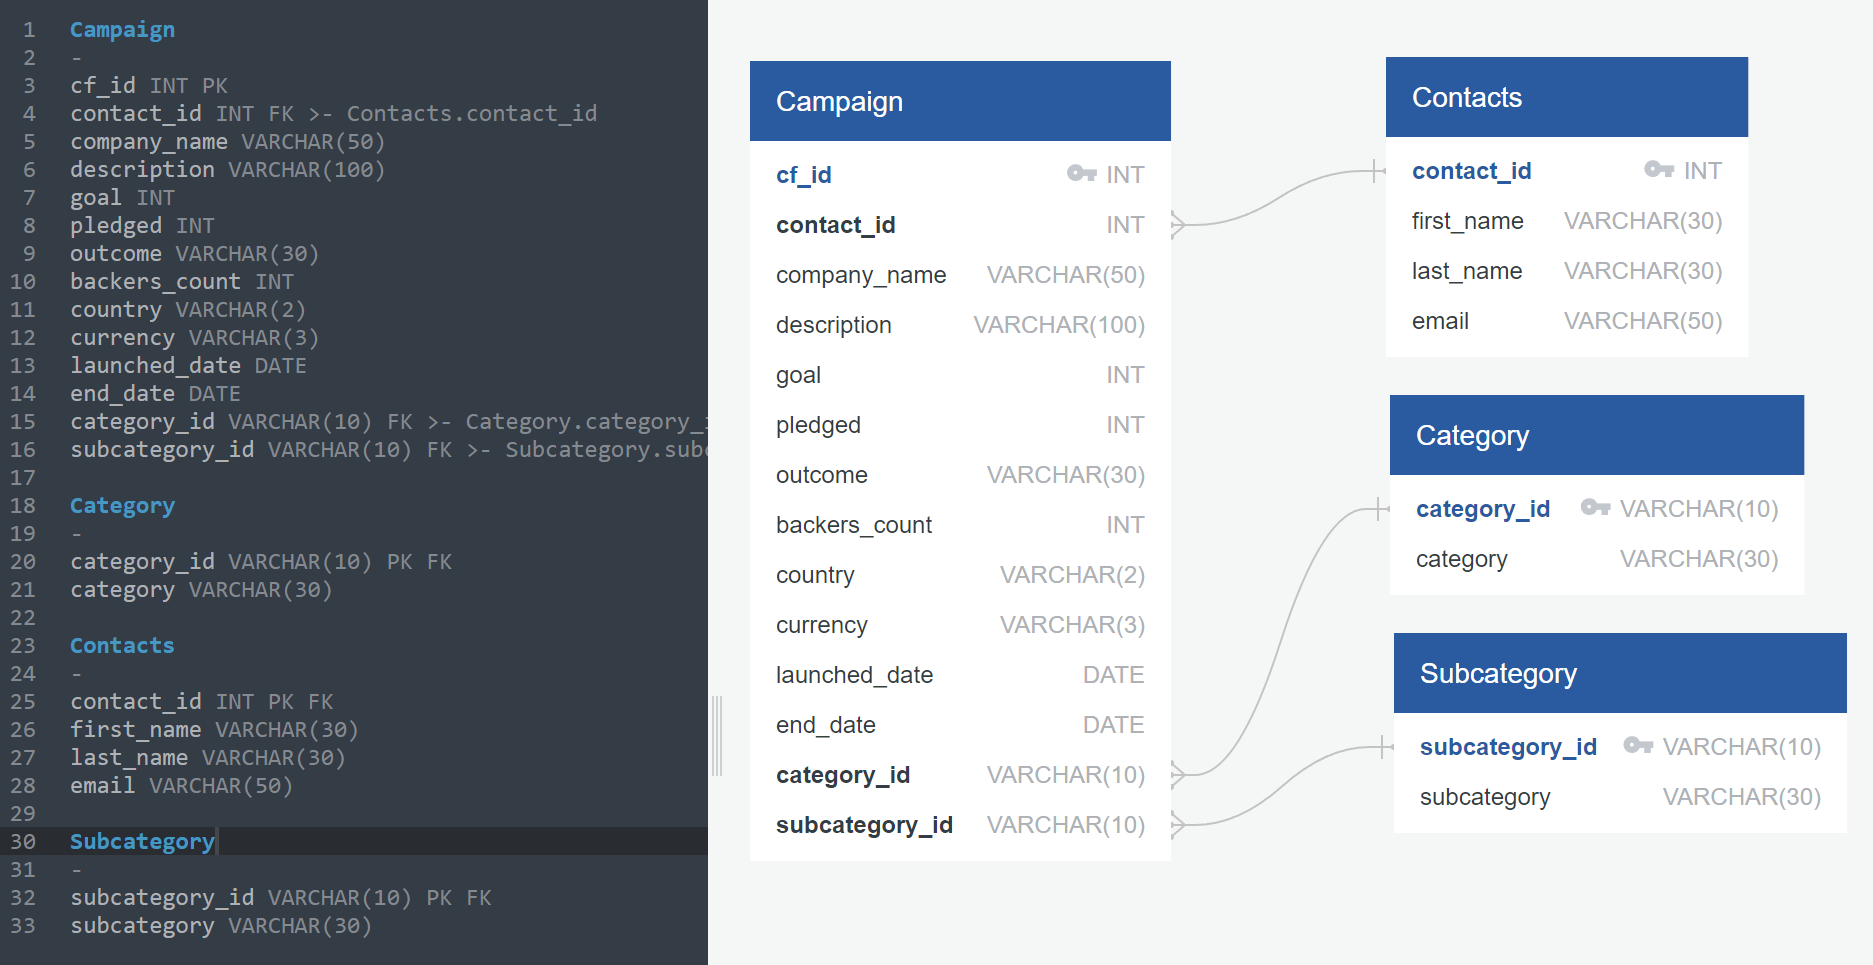 1 Campaign
2 -
3 cf_id INT PK
4 contact_id INT FK >- Contacts.contact_id
5 company_name VARCHAR(50)
6 description VARCHAR(100)
7 goal INT
8 pledged INT
9 outcome VARCHAR(30)
10 backers_count INT
11 country VARCHAR(2)
12 currency VARCHAR(3)
13 launched_date DATE
14 end_date DATE
15 category_id VARCHAR(10) FK >- Category.category_
16 subcategory_id VARCHAR(10) FK >- Subcategory.sub
17
18 Category
19 -
20 category_id VARCHAR(10) PK FK
21 category VARCHAR(30)
22
23 Contacts
24 -
25 contact_id INT PK FK
26 first_name VARCHAR(30)
27 last_name VARCHAR(30)
28 email VARCHAR(50)
29
30 Subcategory
31 -
32 subcategory_id VARCHAR(10) PK FK
33 subcategory VARCHAR(30)
Campaign
cf_id INT
contact_id INT
company_name VARCHAR(50)
description VARCHAR(100)
goal INT
pledged INT
outcome VARCHAR(30)
backers_count INT
country VARCHAR(2)
currency VARCHAR(3)
launched_date DATE
end_date DATE
category_id VARCHAR(10)
subcategory_id VARCHAR(10)
Contacts
contact_id INT
first_name VARCHAR(30)
last_name VARCHAR(30)
email VARCHAR(50)
Category
category_id VARCHAR(10)
category VARCHAR(30)
Subcategory
subcategory_id VARCHAR(10)
subcategory VARCHAR(30)